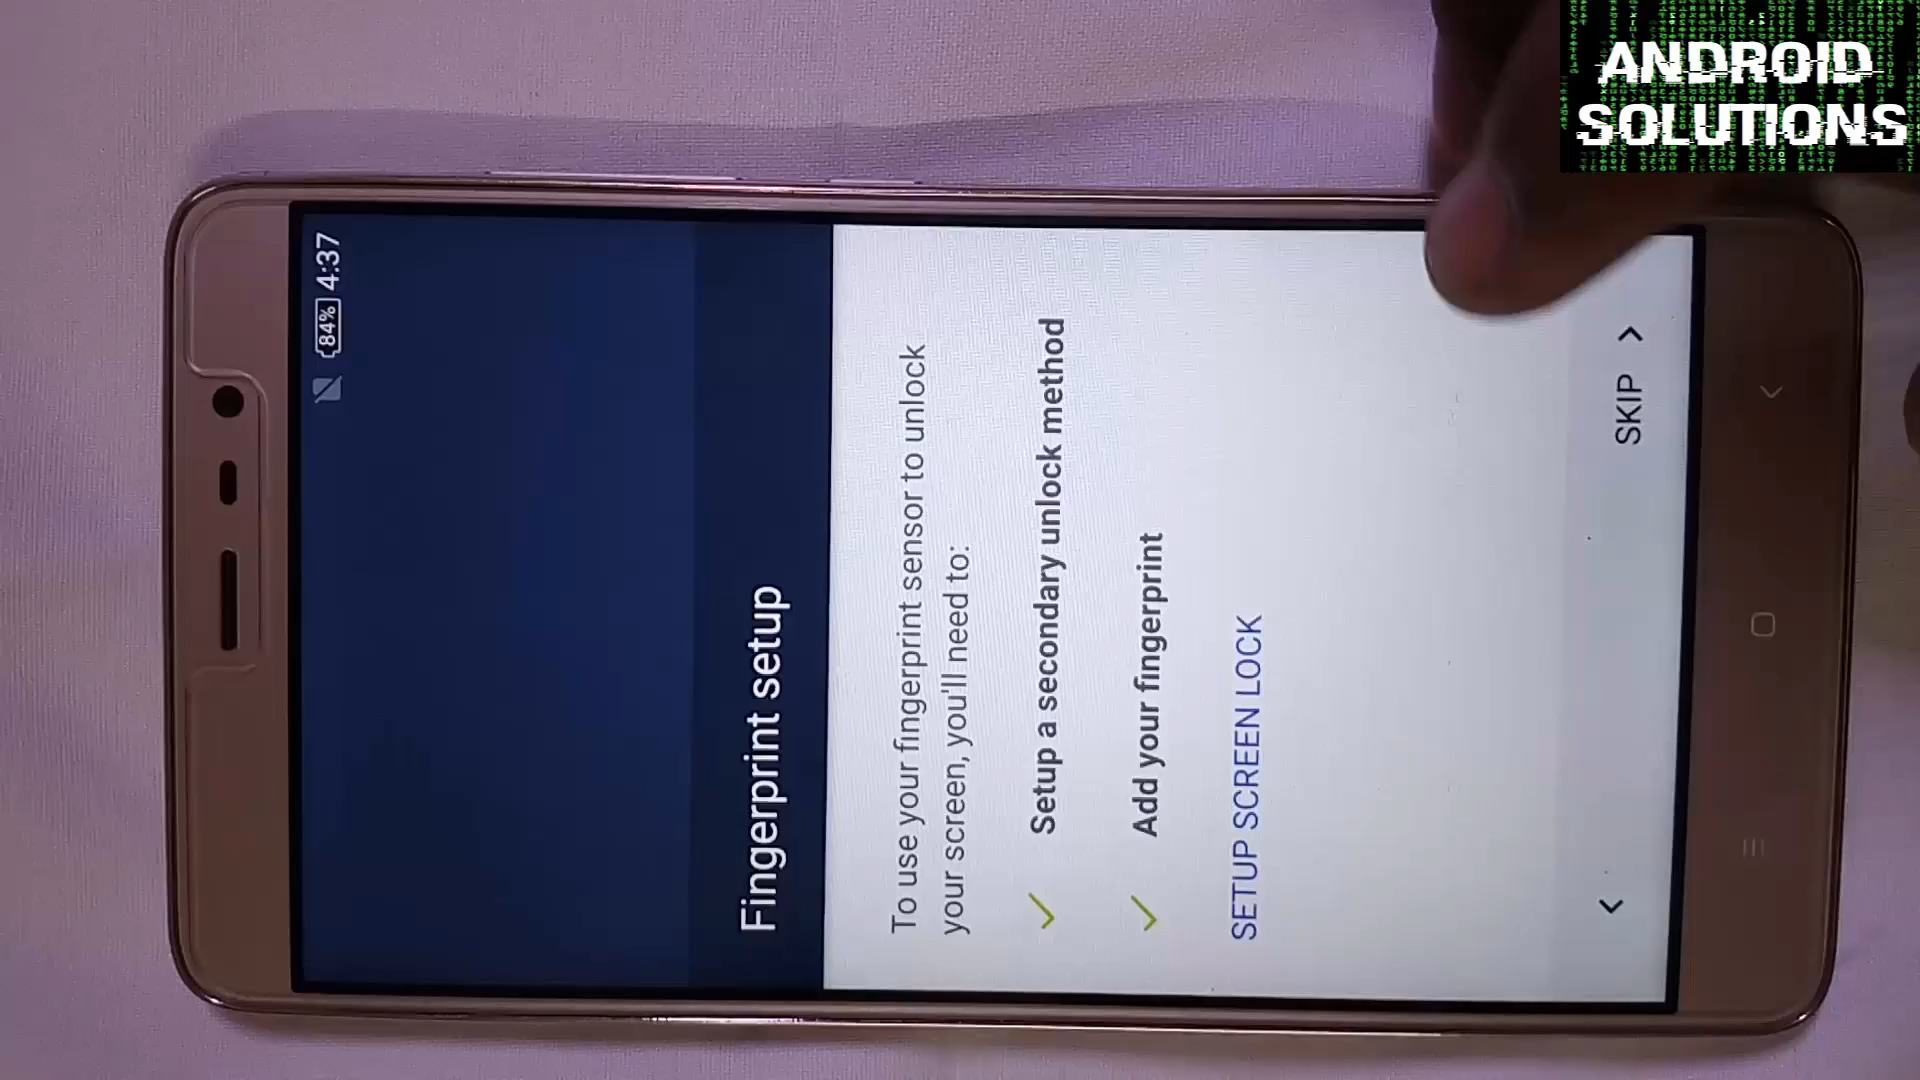 ANDROID
SOLUTIONS
84% 4:37
Fingerprint setup
To use your fingerprint sensor to unlock
your screen, you'll need to:
Setup a secondary unlock method
Add your fingerprint
SETUP SCREEN LOCK
SKIP